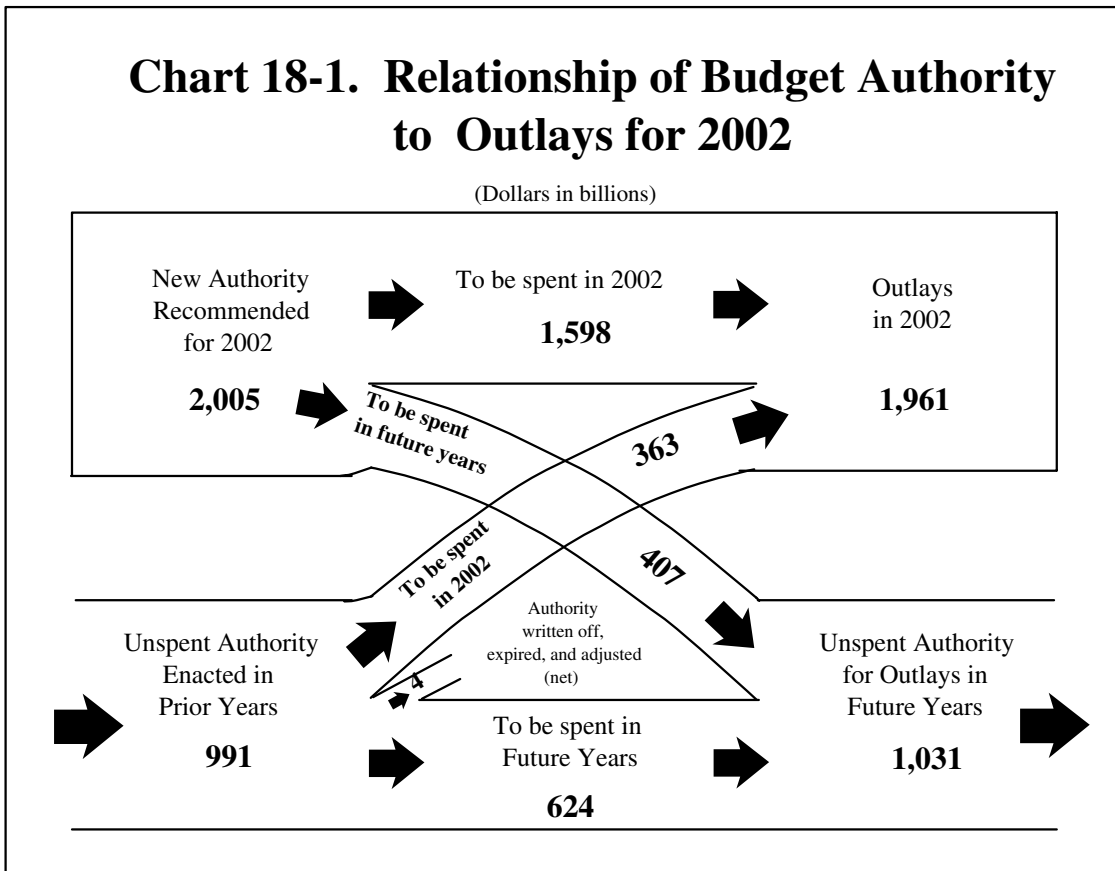 Chart 18-1. Relationship of Budget Authority
to Outlays for 2002
(Dollars in billions)
New Authority
Recommended
for 2002
2,005
To be spent in 2002
1,598
Outlays
in 2002
1,961
To be spent
in future years
363
To be spent
in 2002
407
Authority
written off,
expired, and adjusted
(net)
4
Unspent Authority
Enacted in
Prior Years
991
To be spent in
Future Years
624
Unspent Authority
for Outlays in
Future Years
1,031